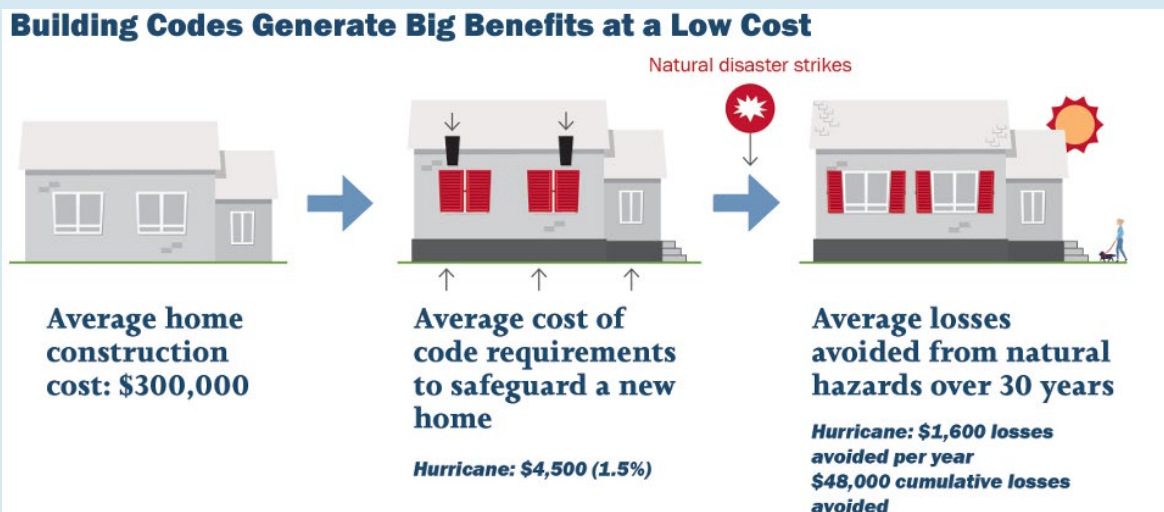 Building Codes Generate Big Benefits at a Low Cost
Natural disaster strikes
Average home
construction
cost: $300,000
Average cost of
code requirements
to safeguard a new
home
Hurricane: $4,500 (1.5%)
Average losses
avoided from natural
hazards over 30 years
Hurricane: $1,600 losses
avoided per year
$48,000 cumulative losses
avoided